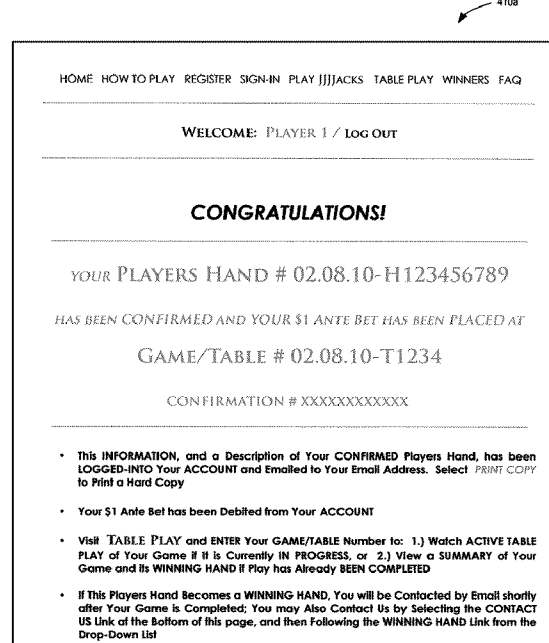 410a
HOME HOW TO PLAY REGISTER SIGN-IN PLAY JJJJACKS TABLE PLAY WINNERS FAQ
WELCOME: PLAYER 1 / LOG OUT
CONGRATULATIONS!
YOUR PLAYERS HAND # 02.08.10-H123456789
HAS BEEN CONFIRMED AND YOUR $1 ANTE BET HAS BEEN PLACED AT
GAME/TABLE # 02.08.10-T1234
CONFIRMATION # XXXXXXXXXXXX
• This INFORMATION, and a Description of Your CONFIRMED Players Hand, has been
LOGGED-INTO Your ACCOUNT and Emailed to Your Email Address. Select PRINT COPY
to Print a Hard Copy
• Your $1 Ante Bet has been Debited from Your ACCOUNT
• Visit TABLE PLAY and ENTER Your GAME/TABLE Number to: 1.) Watch ACTIVE TABLE
PLAY of Your Game if it is Currently IN PROGRESS, or 2.) View a SUMMARY of Your
Game and its WINNING HAND if Play has Already BEEN COMPLETED
• If This Players Hand Becomes a WINNING HAND, You will be Contacted by Email shortly
after Your Game is Completed; You may Also Contact Us by Selecting the CONTACT
US Link at the Bottom of this page, and then Following the WINNING HAND Link from the
Drop-Down List